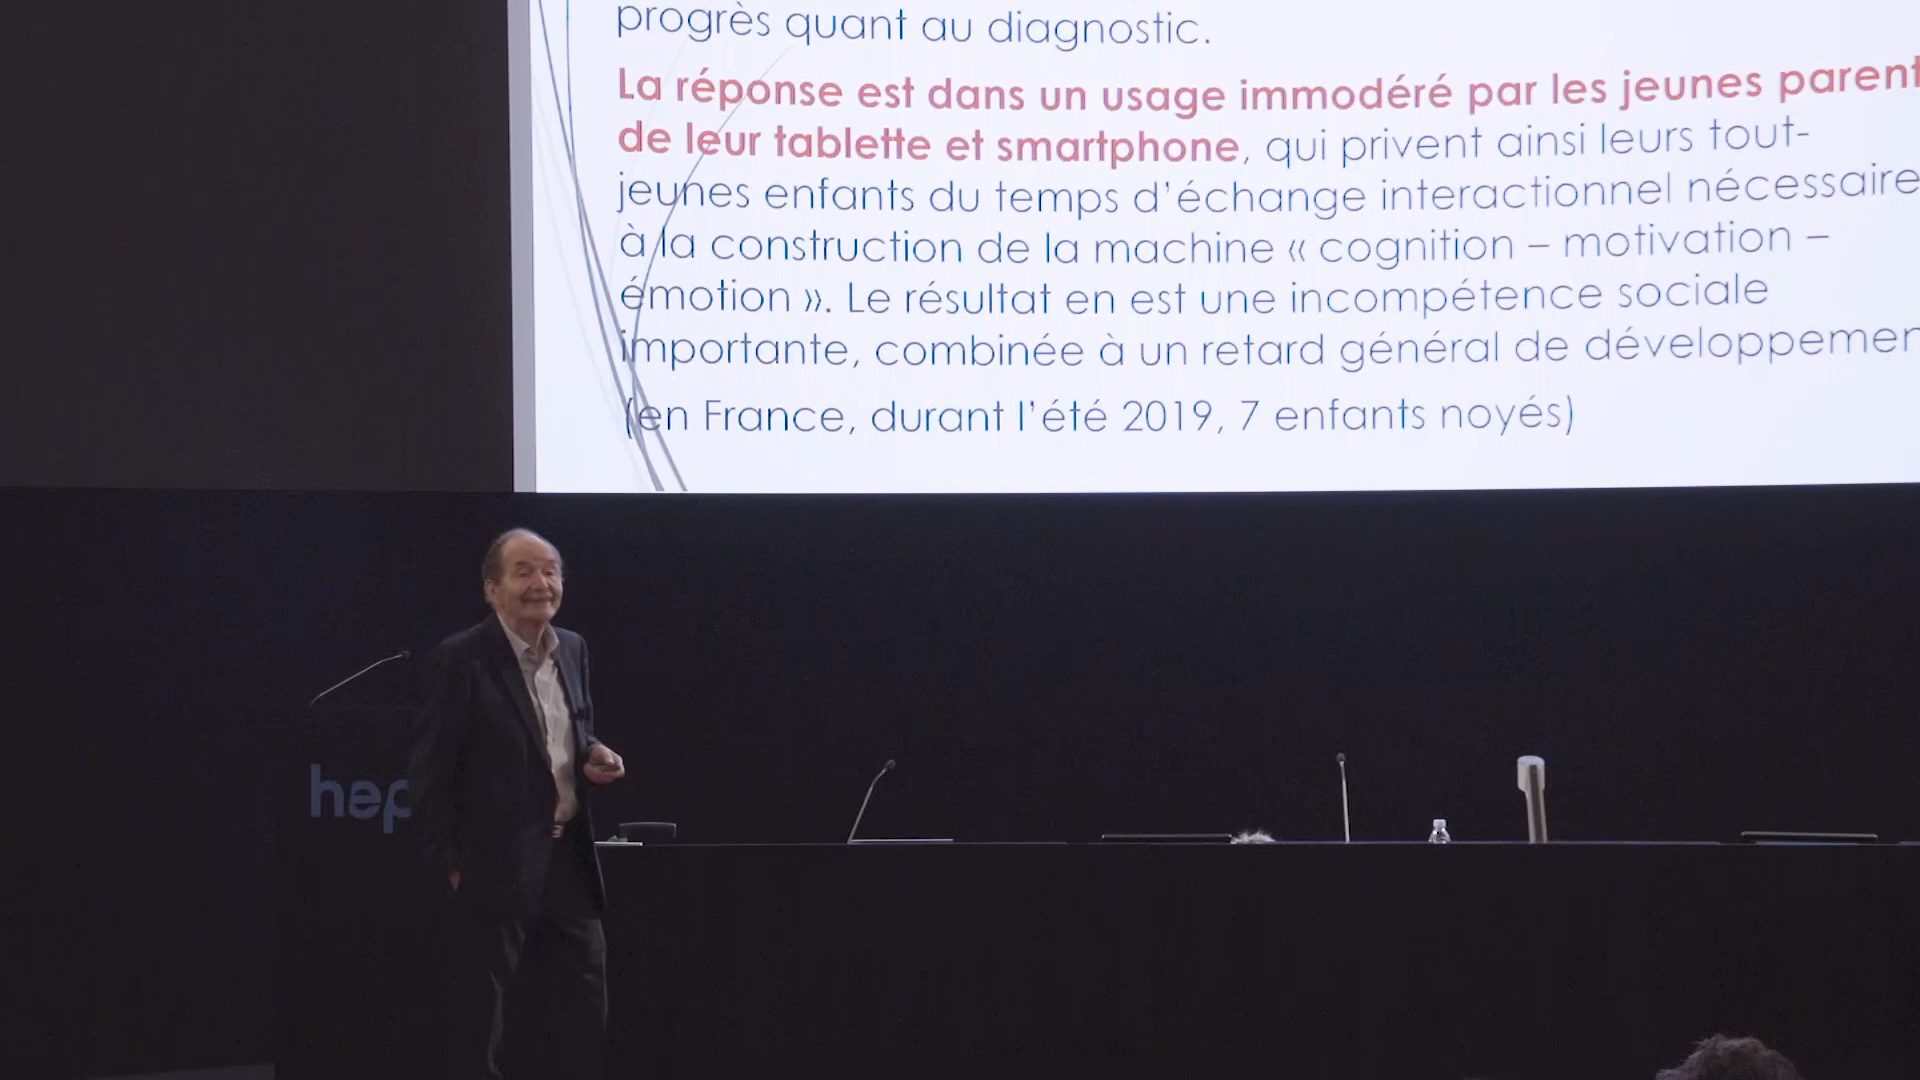 progrès quant au diagnostic.
La réponse est dans un usage immodéré par les jeunes parent
de leur tablette et smartphone, qui privent ainsi leurs tout-
jeunes enfants du temps d'échange interactionnel nécessaire
à la construction de la machine « cognition – motivation –
émotion ». Le résultat en est une incompétence sociale
importante, combinée à un retard général de développemen
(en France, durant l'été 2019, 7 enfants noyés)
hep